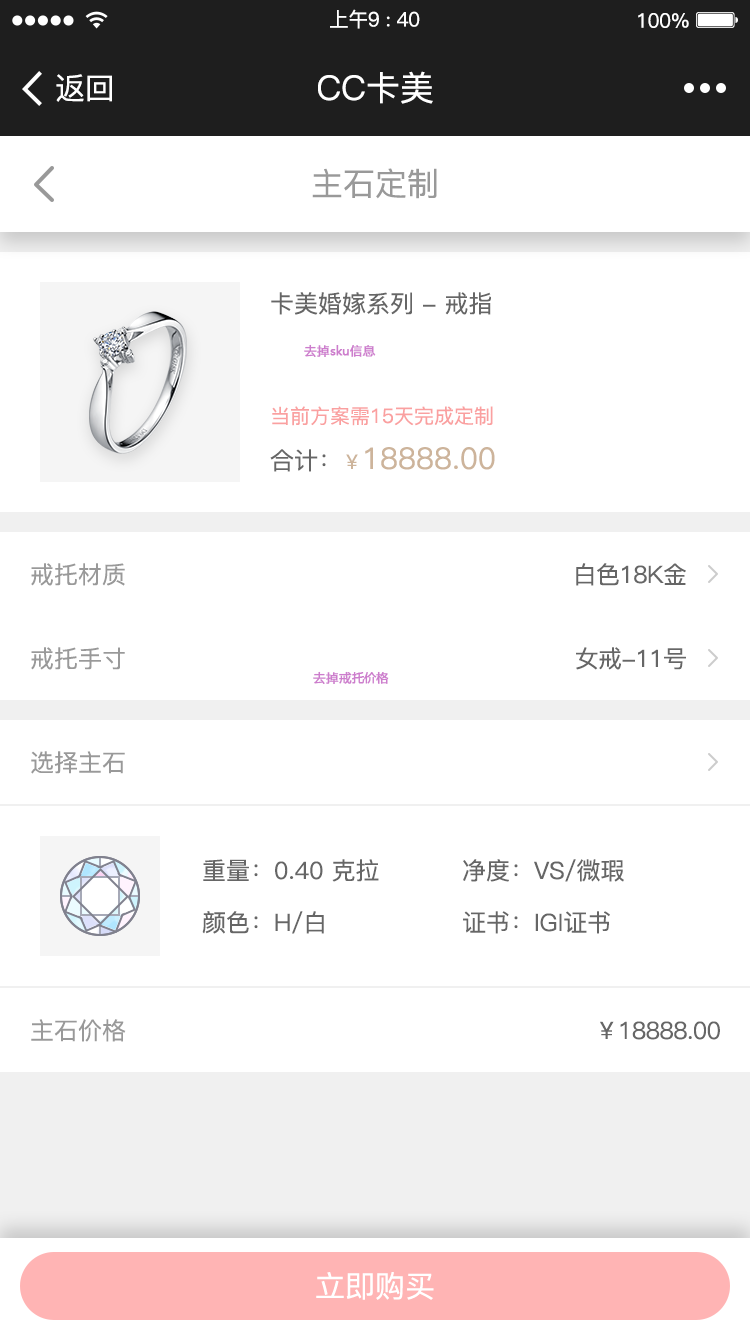 上午9 : 40
100%
返回
CC卡美
主石定制
卡美婚嫁系列 – 戒指
去掉sku信息
当前方案需15天完成定制
合计：￥18888.00
戒托材质 白色18K金
戒托手寸 女戒–11号
去掉戒托价格
选择主石
重量：0.40 克拉 净度：VS/微瑕
颜色：H/白 证书：IGI证书
主石价格 ￥18888.00
立即购买